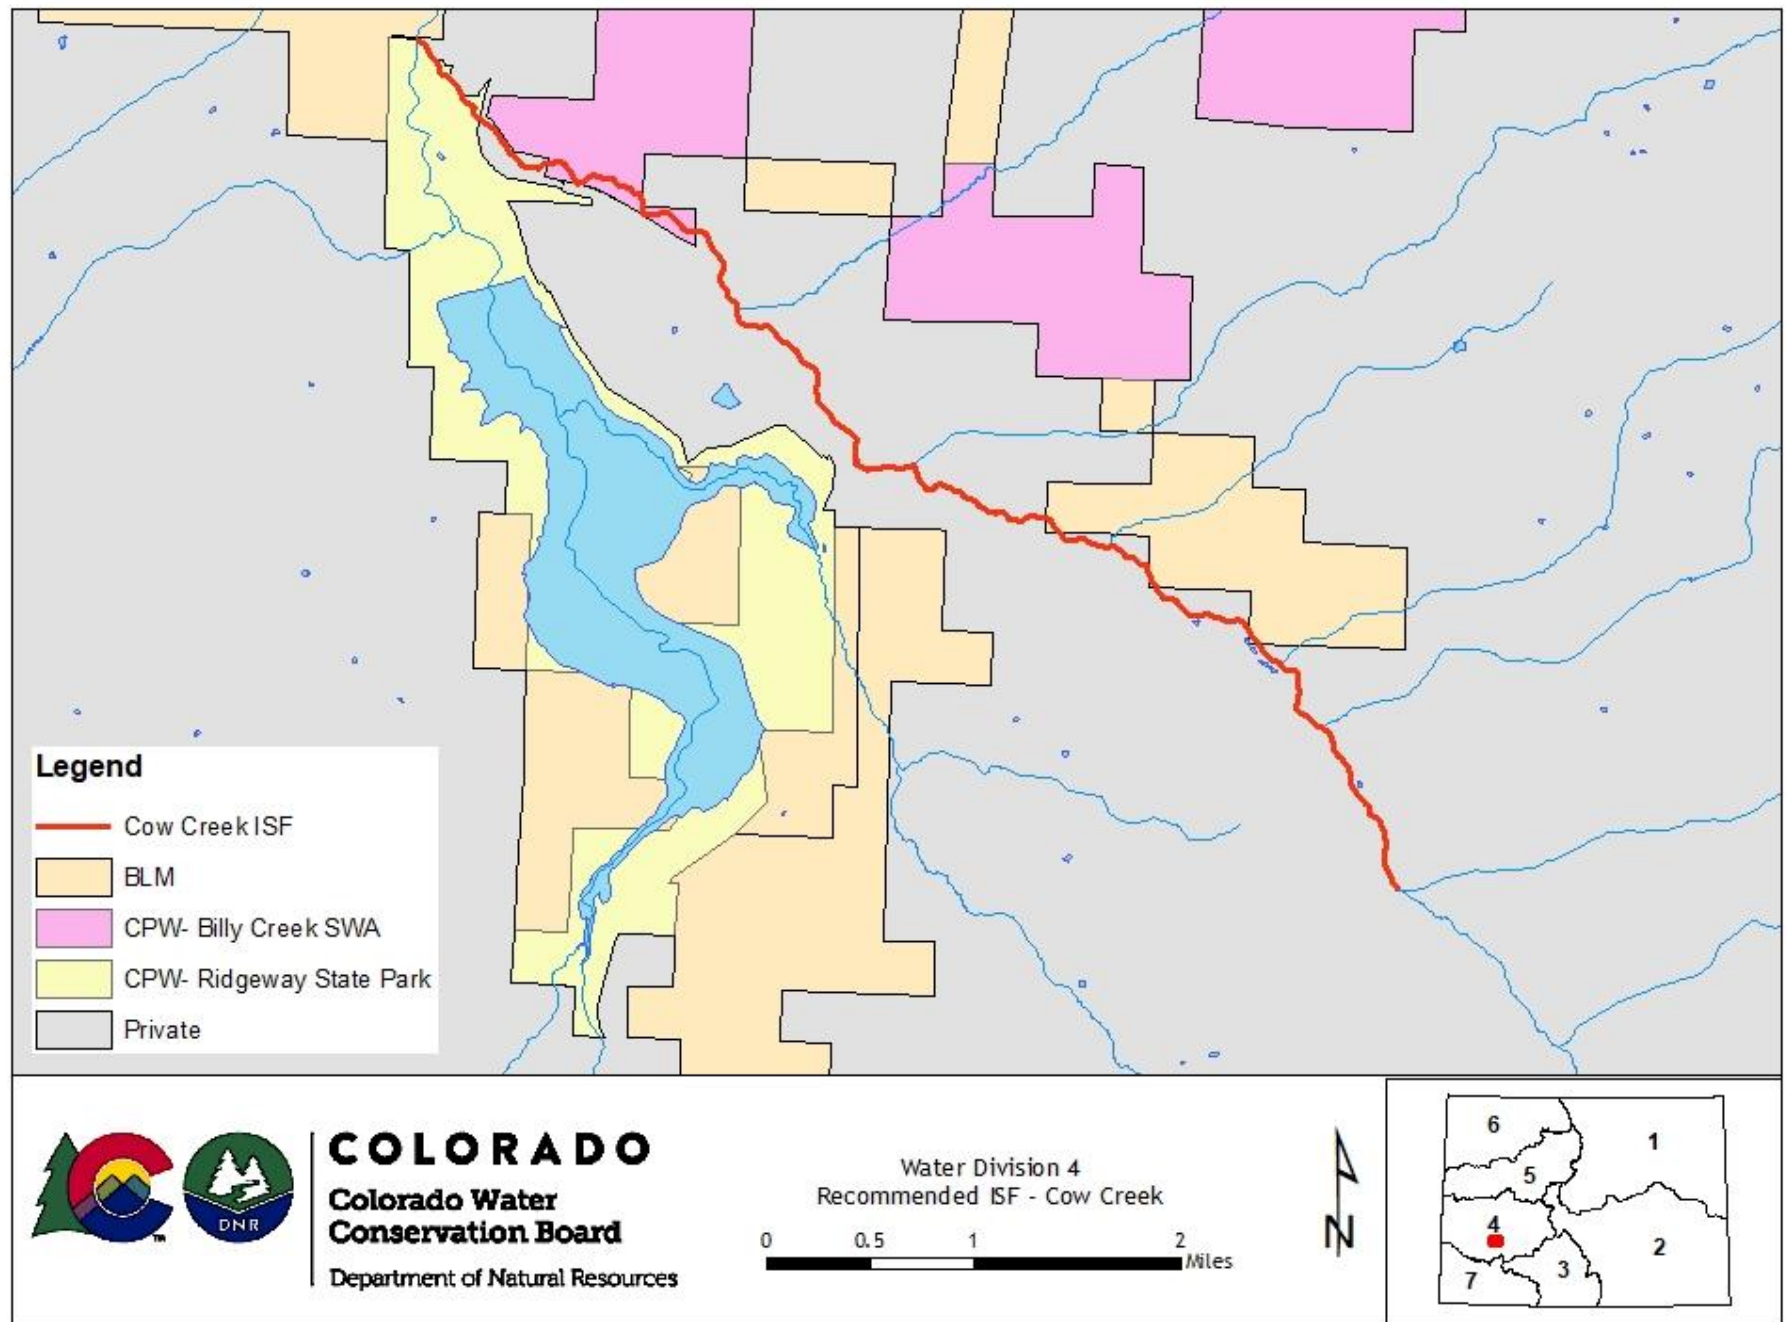 Legend
Cow Creek ISF
BLM
CPW- Billy Creek SWA
CPW- Ridgeway State Park
Private
DNR
TM
COLORADO
Colorado Water
Conservation Board
Department of Natural Resources
Water Division 4
Recommended ISF - Cow Creek
0 0.5 1 2
Miles
N
6
1
5
4
2
3
7